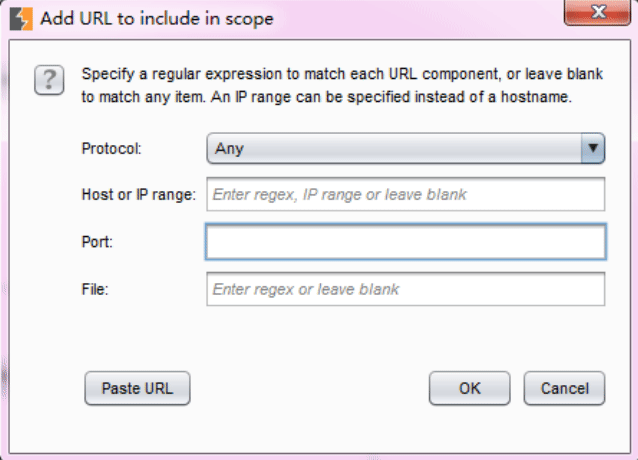 Add URL to include in scope
Specify a regular expression to match each URL component, or leave blank
to match any item. An IP range can be specified instead of a hostname.
Protocol: Any
Host or IP range: Enter regex, IP range or leave blank
Port:
File: Enter regex or leave blank
Paste URL OK Cancel